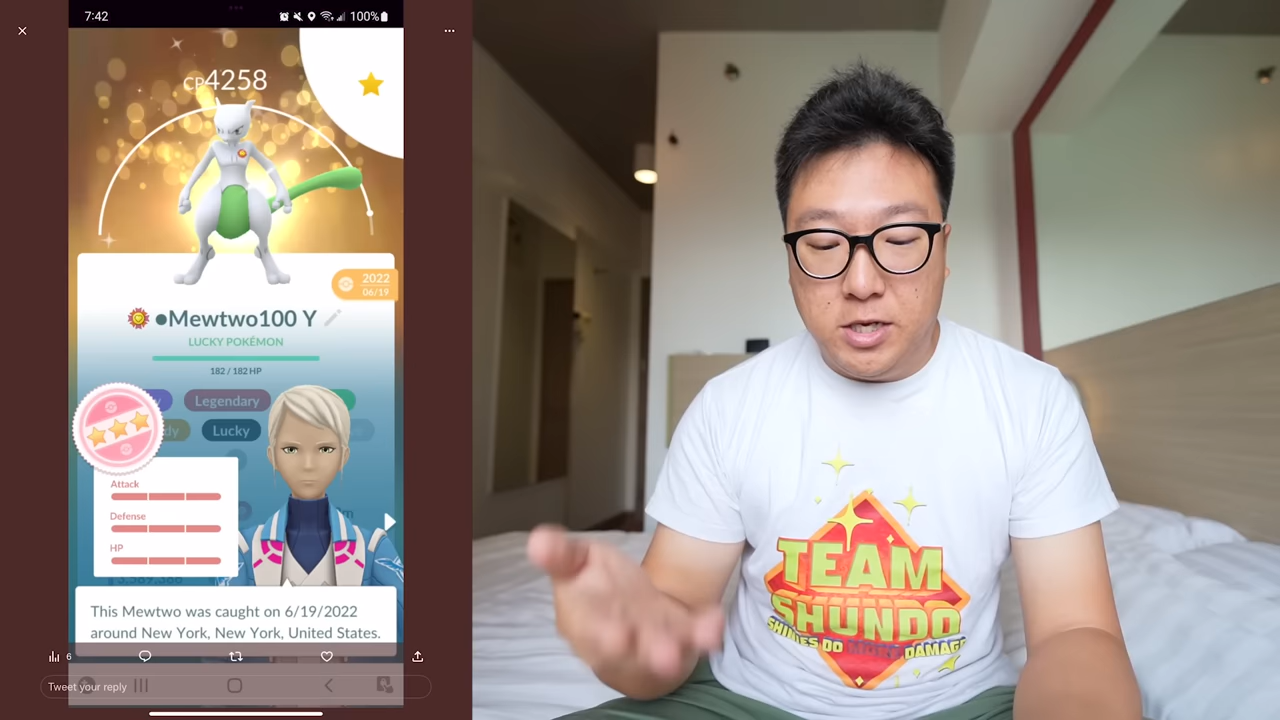 7:42
100%
CP4258
2022
06/19
●Mewtwo100 Y
LUCKY POKÉMON
182 / 182 HP
Legendary
Lucky
Attack
Defense
HP
This Mewtwo was caught on 6/19/2022
around New York, New York, United States.
6
Tweet your reply
TEAM
SHUNDO
SHINIES DO MORE DAMAGE